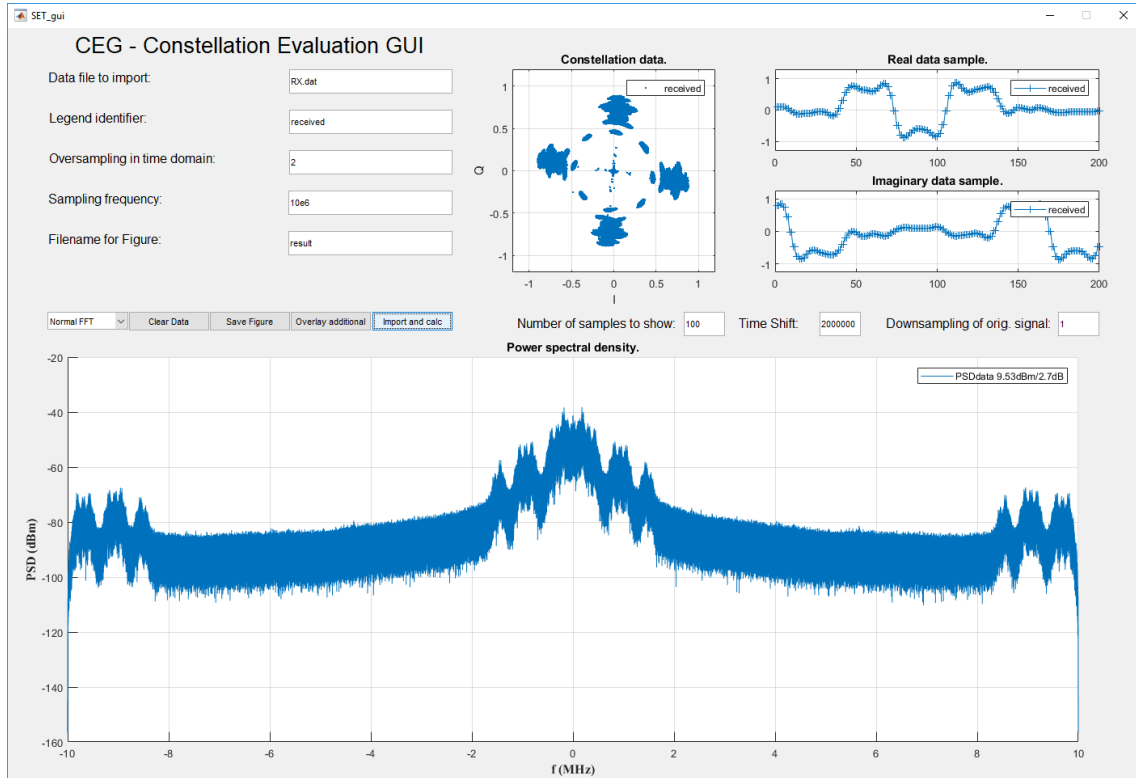 SET_gui
CEG - Constellation Evaluation GUI
Data file to import:
RX.dat
Legend identifier:
received
Oversampling in time domain:
2
Sampling frequency:
10e6
Filename for Figure:
result
Constellation data.
received
1
0.5
0
-0.5
-1
Q
-1 -0.5 0 0.5 1
I
Real data sample.
received
1
0
-1
0 50 100 150 200
Imaginary data sample.
received
1
0
-1
0 50 100 150 200
Normal FFT Clear Data Save Figure Overlay additional Import and calc
Number of samples to show: 100 Time Shift: 2000000 Downsampling of orig. signal: 1
Power spectral density.
PSDdata 9.53dBm/2.7dB
-20
-40
-60
-80
-100
-120
-140
-160
PSD (dBm)
-10 -8 -6 -4 -2 0 2 4 6 8 10
f (MHz)